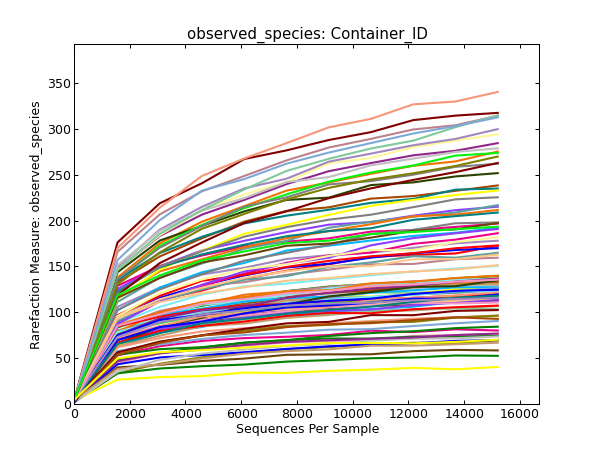 observed_species: Container_ID
Rarefaction Measure: observed_species
350
300
250
200
150
100
50
0
0 2000 4000 6000 8000 10000 12000 14000 16000
Sequences Per Sample